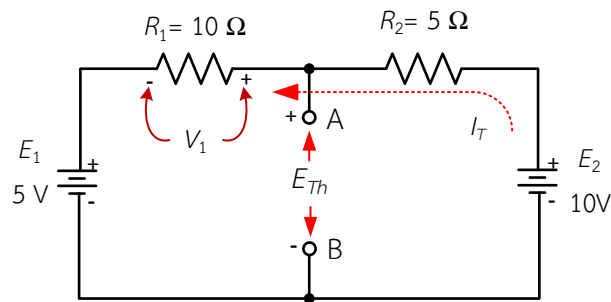 R1 = 10 Ω
R2 = 5 Ω
- +
V1
+ A
IT
E1
+
5 V
-
ETh
E2
+
10V
-
- B